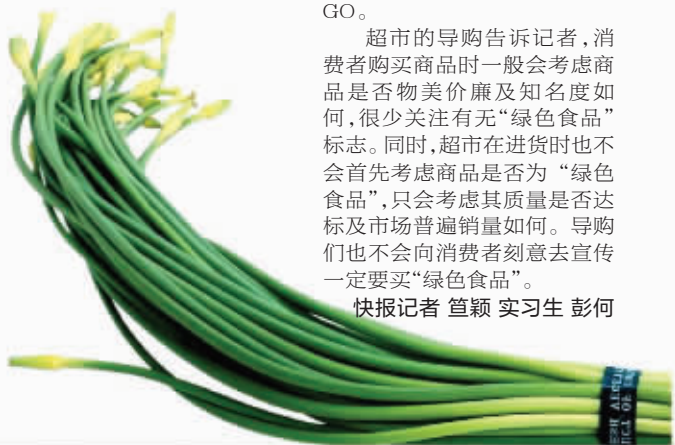 GO。
超市的导购告诉记者,消
费者购买商品时一般会考虑商
品是否物美价廉及知名度如
何,很少关注有无“绿色食品”
标志。同时,超市在进货时也不
会首先考虑商品是否为“绿色
食品”,只会考虑其质量是否达
标及市场普遍销量如何。导购
们也不会向消费者刻意去宣传
一定要买“绿色食品”。
快报记者 笪颖 实习生 彭何